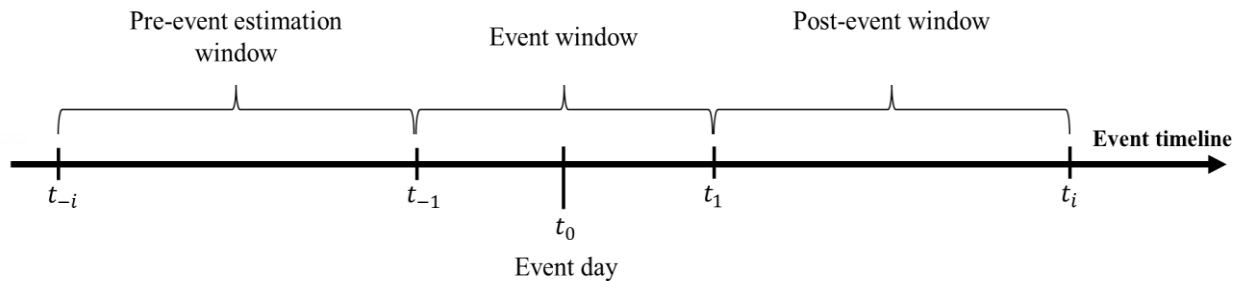 Pre-event estimation
window
Event window
Post-event window
Event timeline
t₋ᵢ
t₋₁
t₀
t₁
tᵢ
Event day